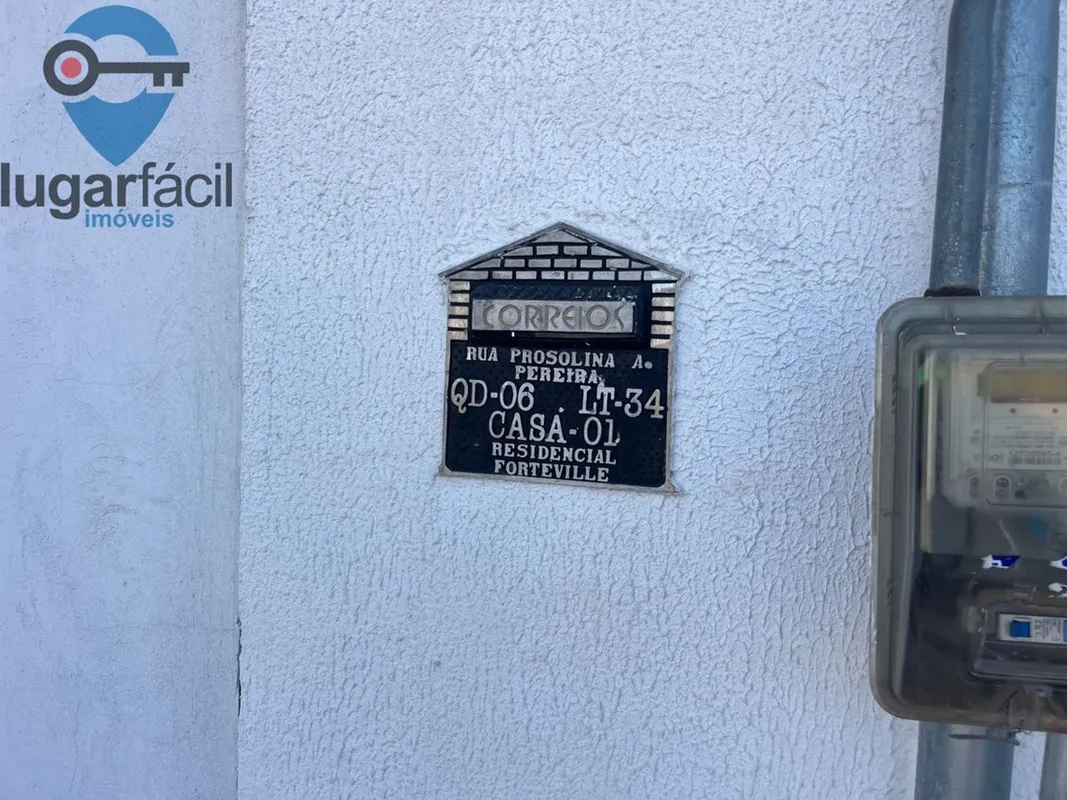 lugarfácil
imóveis
CORREIOS
RUA PROSOLINA A.
PEREIRA
QD-06 LT-34
CASA-01
RESIDENCIAL
FORTEVILLE